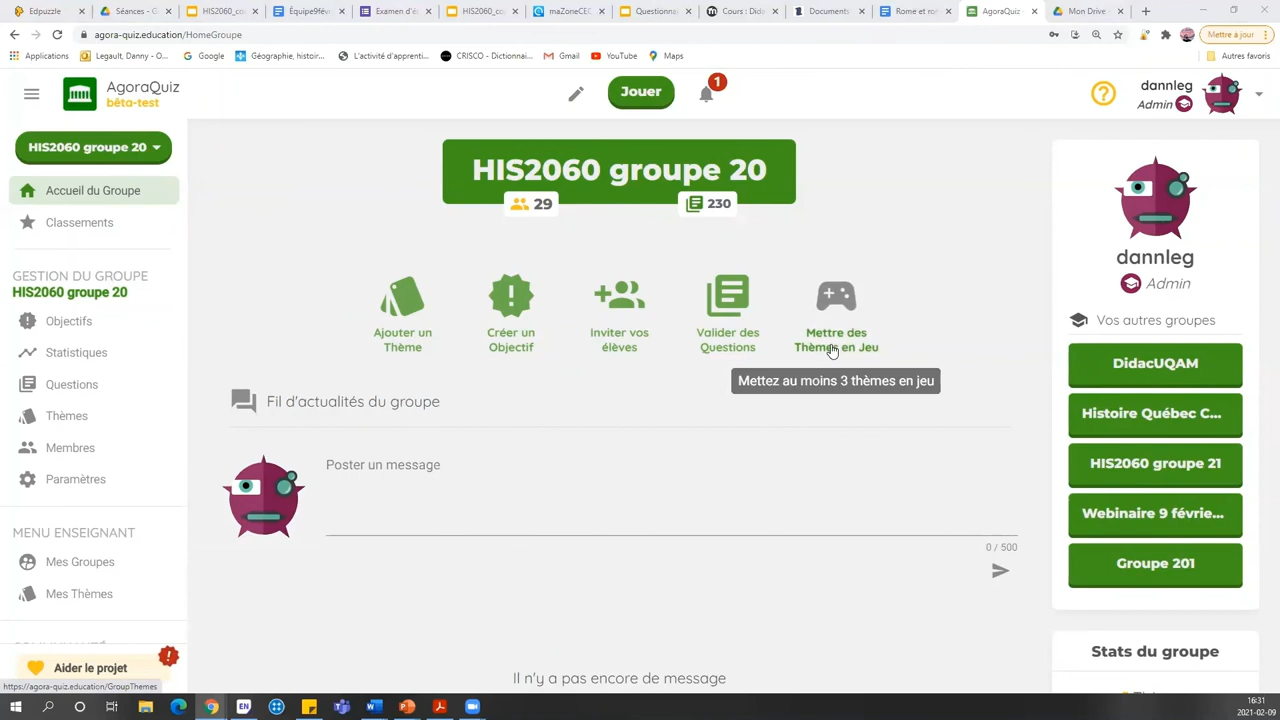 Edpuzzle
Séances - G
HIS2060_co
Équipe9févr
Examen d'é
HIS2060_co
maZoneCEC
Questionna
Cours : Did
Documents
Rome et ro
AgoraQuiz
Mon Drive -
agora-quiz.education/HomeGroupe
Mettre à jour
Applications
Legault, Danny - O...
Google
Géographie, histoir...
L'activité d'apprenti...
CRISCO - Dictionnai...
Gmail
YouTube
Maps
Autres favoris
AgoraQuiz
bêta-test
Jouer
1
?
dannleg
Admin
HIS2060 groupe 20
Accueil du Groupe
Classements
GESTION DU GROUPE
HIS2060 groupe 20
Objectifs
Statistiques
Questions
Thèmes
Membres
Paramètres
MENU ENSEIGNANT
Mes Groupes
Mes Thèmes
Aider le projet
!
https://agora-quiz.education/GroupThemes
HIS2060 groupe 20
29
230
Ajouter un
Thème
Créer un
Objectif
Inviter vos
élèves
Valider des
Questions
Mettre des
Thèmes en Jeu
Mettez au moins 3 thèmes en jeu
Fil d'actualités du groupe
Poster un message
0 / 500
Il n'y a pas encore de message
dannleg
Admin
Vos autres groupes
DidacUQAM
Histoire Québec C...
HIS2060 groupe 21
Webinaire 9 févrie...
Groupe 201
Stats du groupe
EN
16:31
2021-02-09